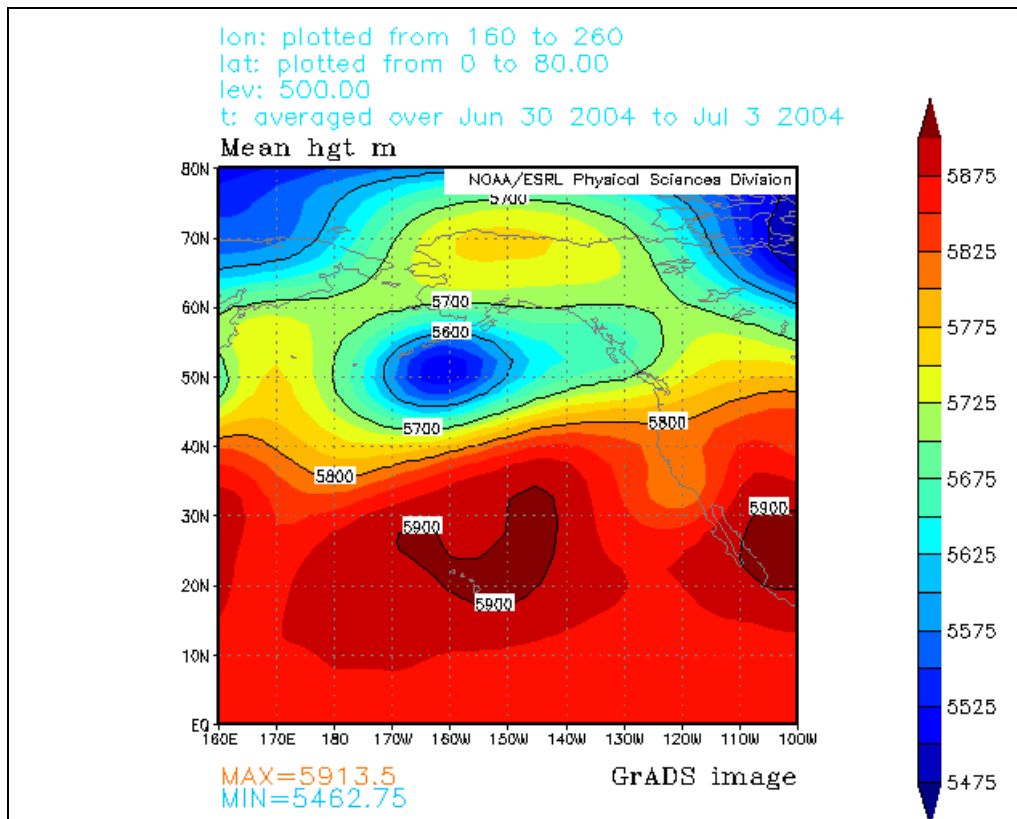 lon: plotted from 160 to 260
lat: plotted from 0 to 80.00
lev: 500.00
t: averaged over Jun 30 2004 to Jul 3 2004
Mean hgt m
NOAA/ESRL Physical Sciences Division
80N
70N
60N
50N
40N
30N
20N
10N
EQ
5700
5700
5600
5700
5800
5800
5900
5900
5900
160E 170E 180 170W 160W 150W 140W 130W 120W 110W 100W
5875
5825
5775
5725
5675
5625
5575
5525
5475
MAX=5913.5
MIN=5462.75
GrADS image